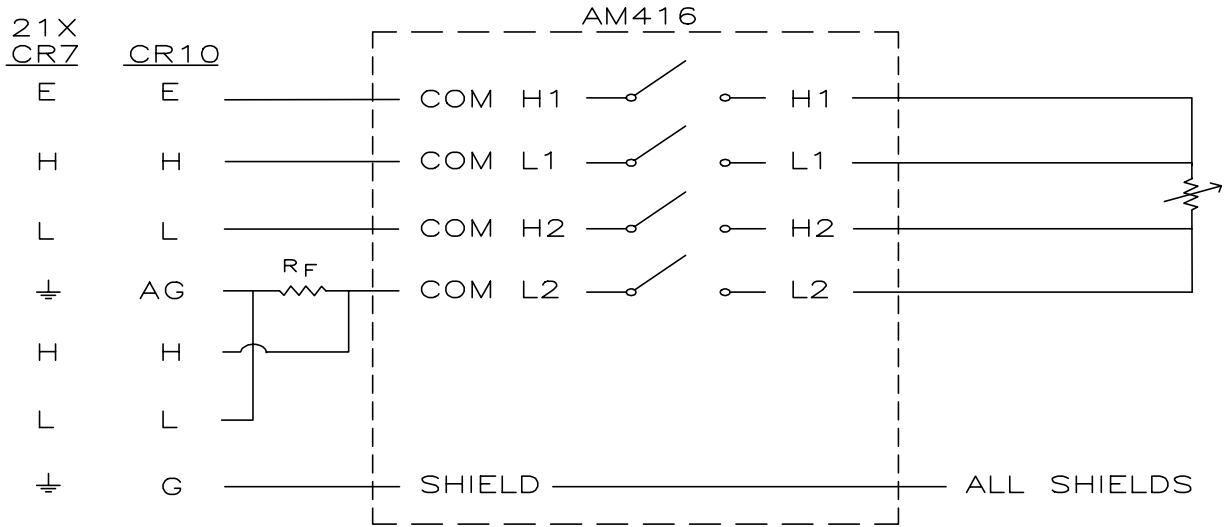 AM416
21X
CR7 CR10
E E COM H1 H1
H H COM L1 L1
L L COM H2 H2
RF
AG COM L2 L2
H H
L L
G SHIELD ALL SHIELDS